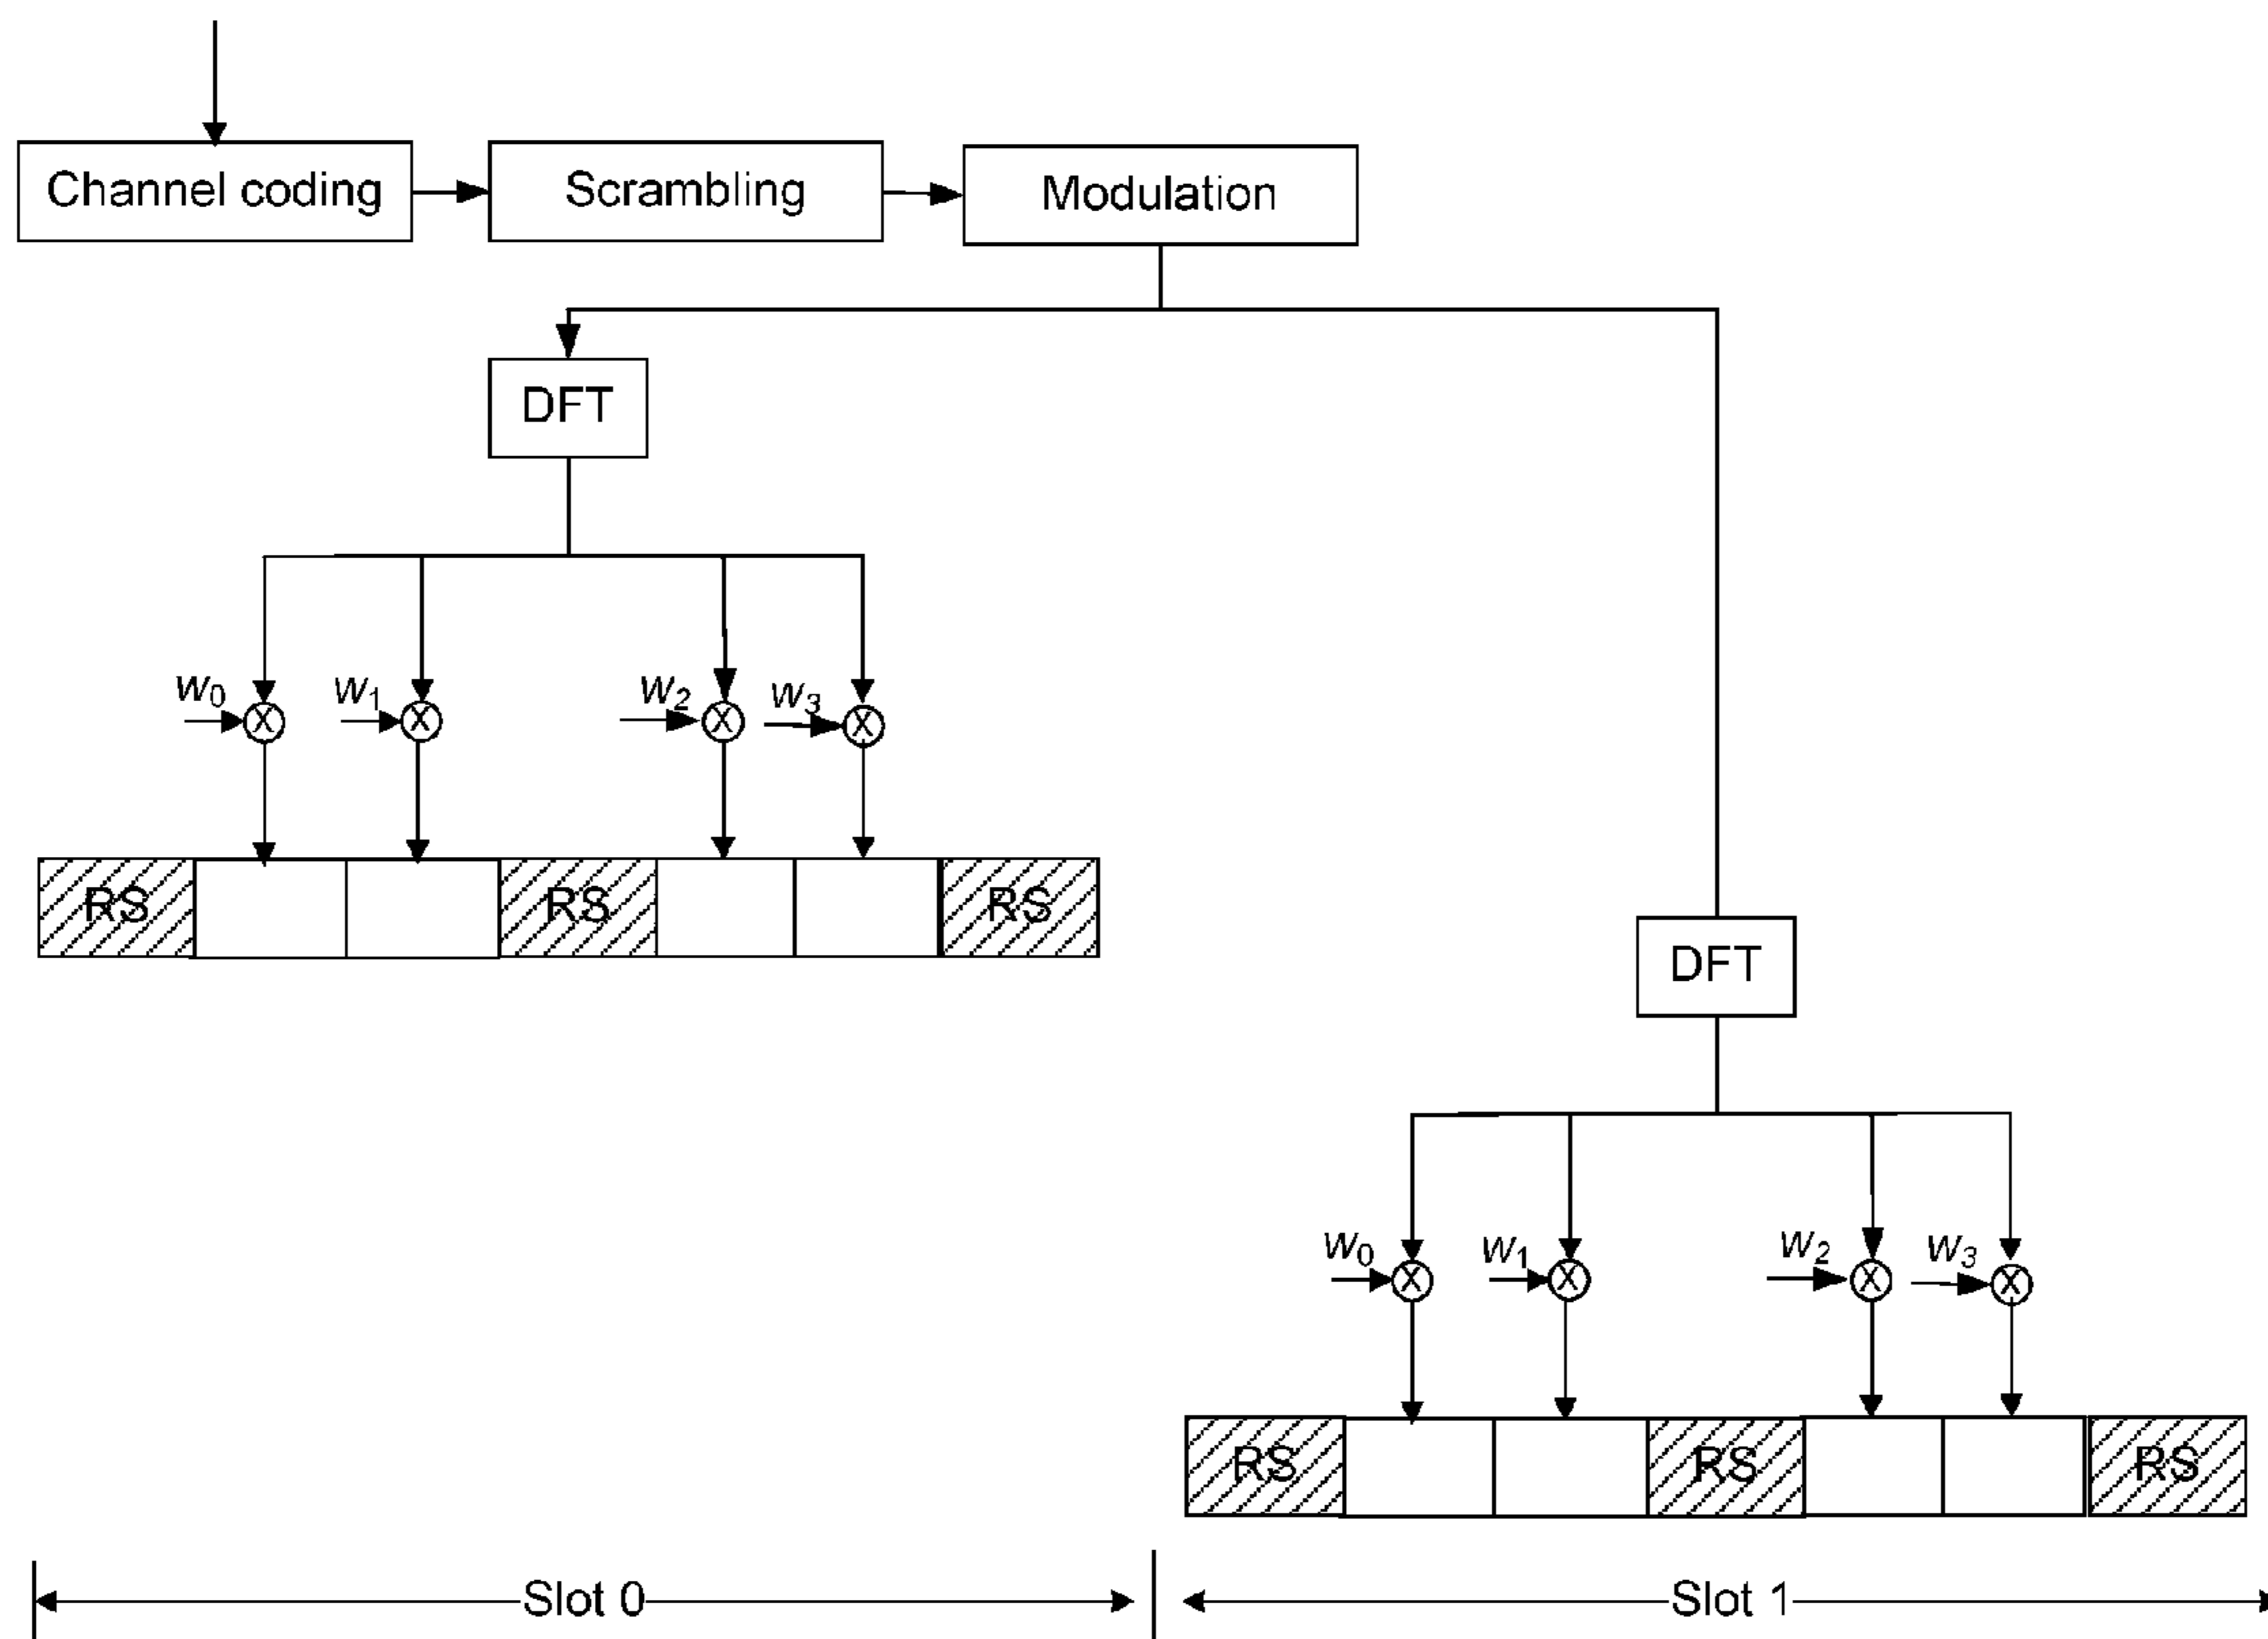 Channel coding
Scrambling
Modulation
DFT
w0
w1
w2
w3
X
X
X
X
RS
RS
RS
DFT
w0
w1
w2
w3
X
X
X
X
RS
RS
RS
Slot 0
Slot 1